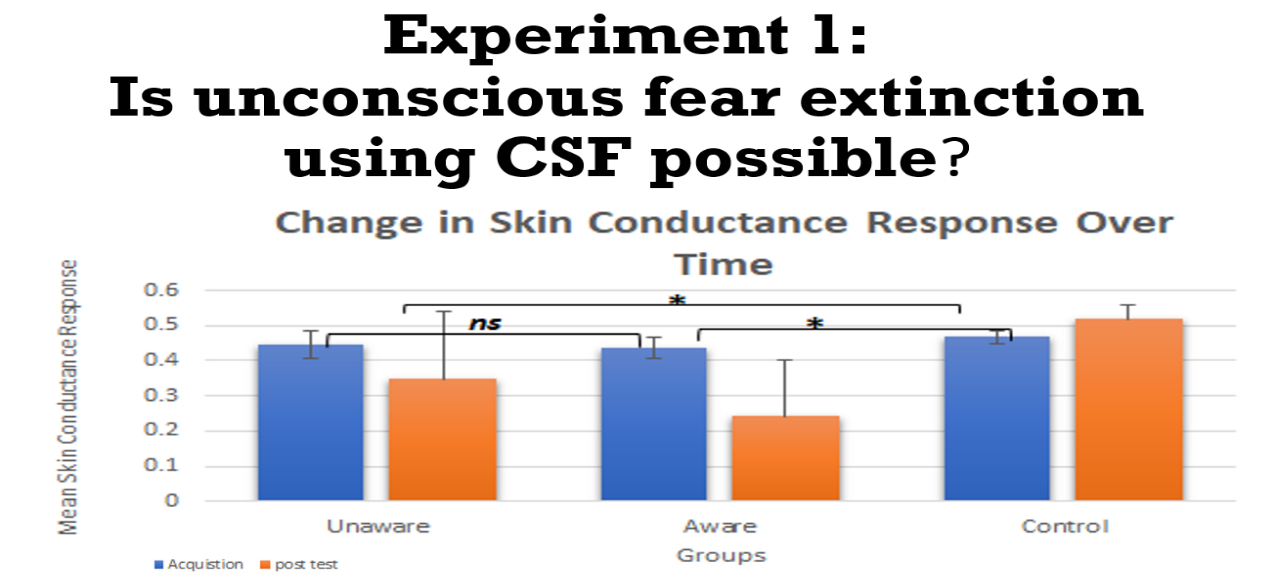 Experiment 1:
Is unconscious fear extinction
using CSF possible?
Change in Skin Conductance Response Over
Time
Mean Skin Conductance Response
0.6
0.5
0.4
0.3
0.2
0.1
0
*
ns
*
Unaware
Aware
Control
Groups
Acquistion
post test